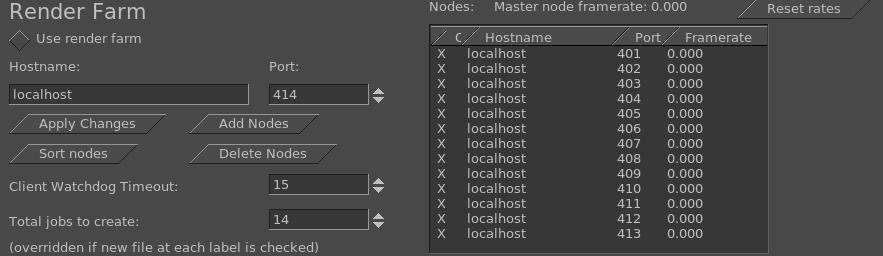 Render Farm
Use render farm
Hostname: Port:
localhost 414
Apply Changes Add Nodes
Sort nodes Delete Nodes
Client Watchdog Timeout: 15
Total jobs to create: 14
(overridden if new file at each label is checked)
Nodes: Master node framerate: 0.000 Reset rates
Hostname Port Framerate
X localhost 401 0.000
X localhost 402 0.000
X localhost 403 0.000
X localhost 404 0.000
X localhost 405 0.000
X localhost 406 0.000
X localhost 407 0.000
X localhost 408 0.000
X localhost 409 0.000
X localhost 410 0.000
X localhost 411 0.000
X localhost 412 0.000
X localhost 413 0.000